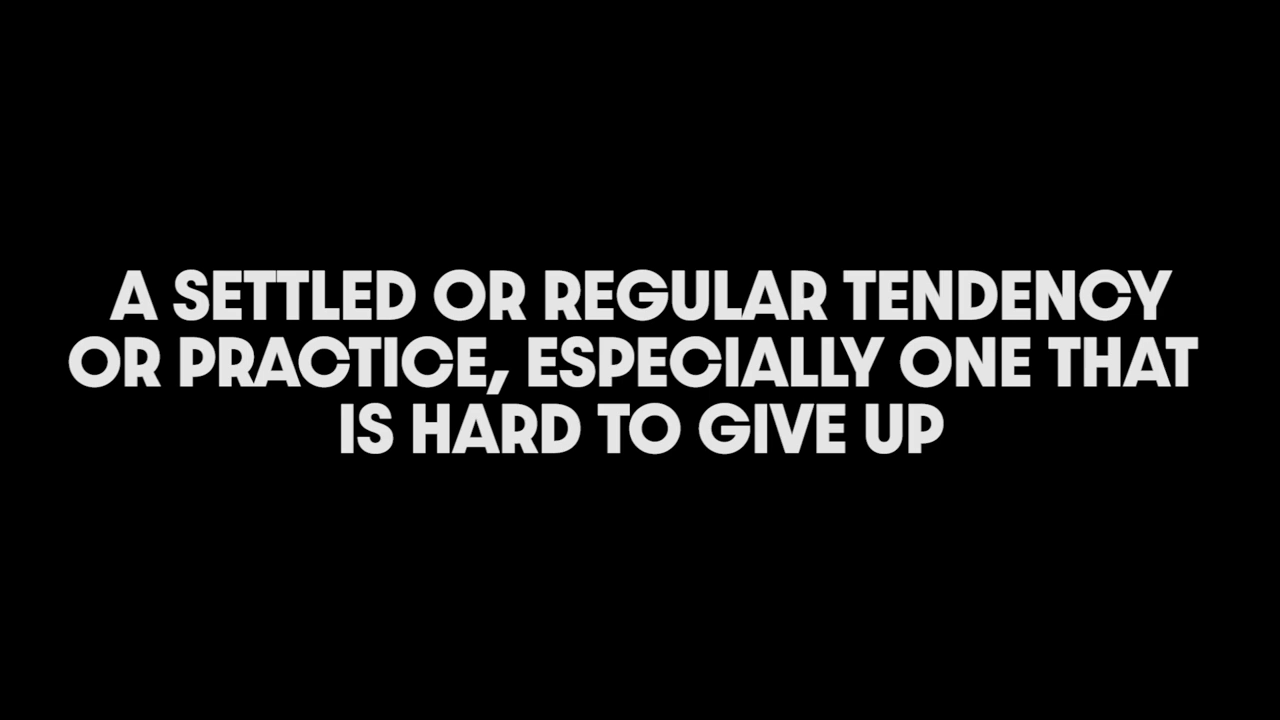 A SETTLED OR REGULAR TENDENCY
OR PRACTICE, ESPECIALLY ONE THAT
IS HARD TO GIVE UP